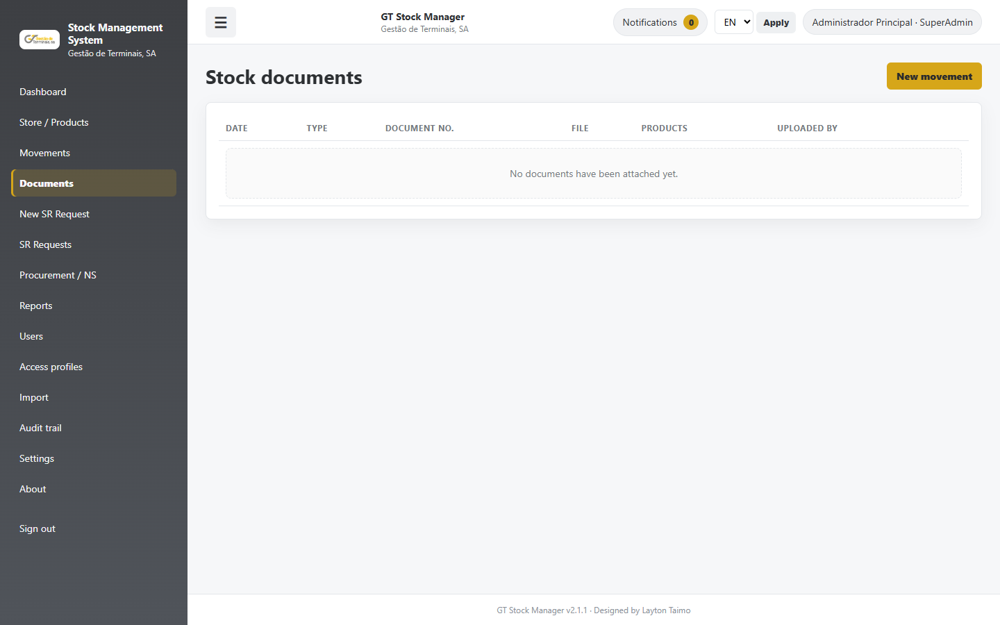 Stock Management
System
Gestão de Terminais, SA
Dashboard
Store / Products
Movements
Documents
New SR Request
SR Requests
Procurement / NS
Reports
Users
Access profiles
Import
Audit trail
Settings
About
Sign out
☰
GT Stock Manager
Gestão de Terminais, SA
Notifications 0
EN
Apply
Administrador Principal · SuperAdmin
Stock documents
New movement
DATE TYPE DOCUMENT NO. FILE PRODUCTS UPLOADED BY
No documents have been attached yet.
GT Stock Manager v2.1.1 · Designed by Layton Taimo